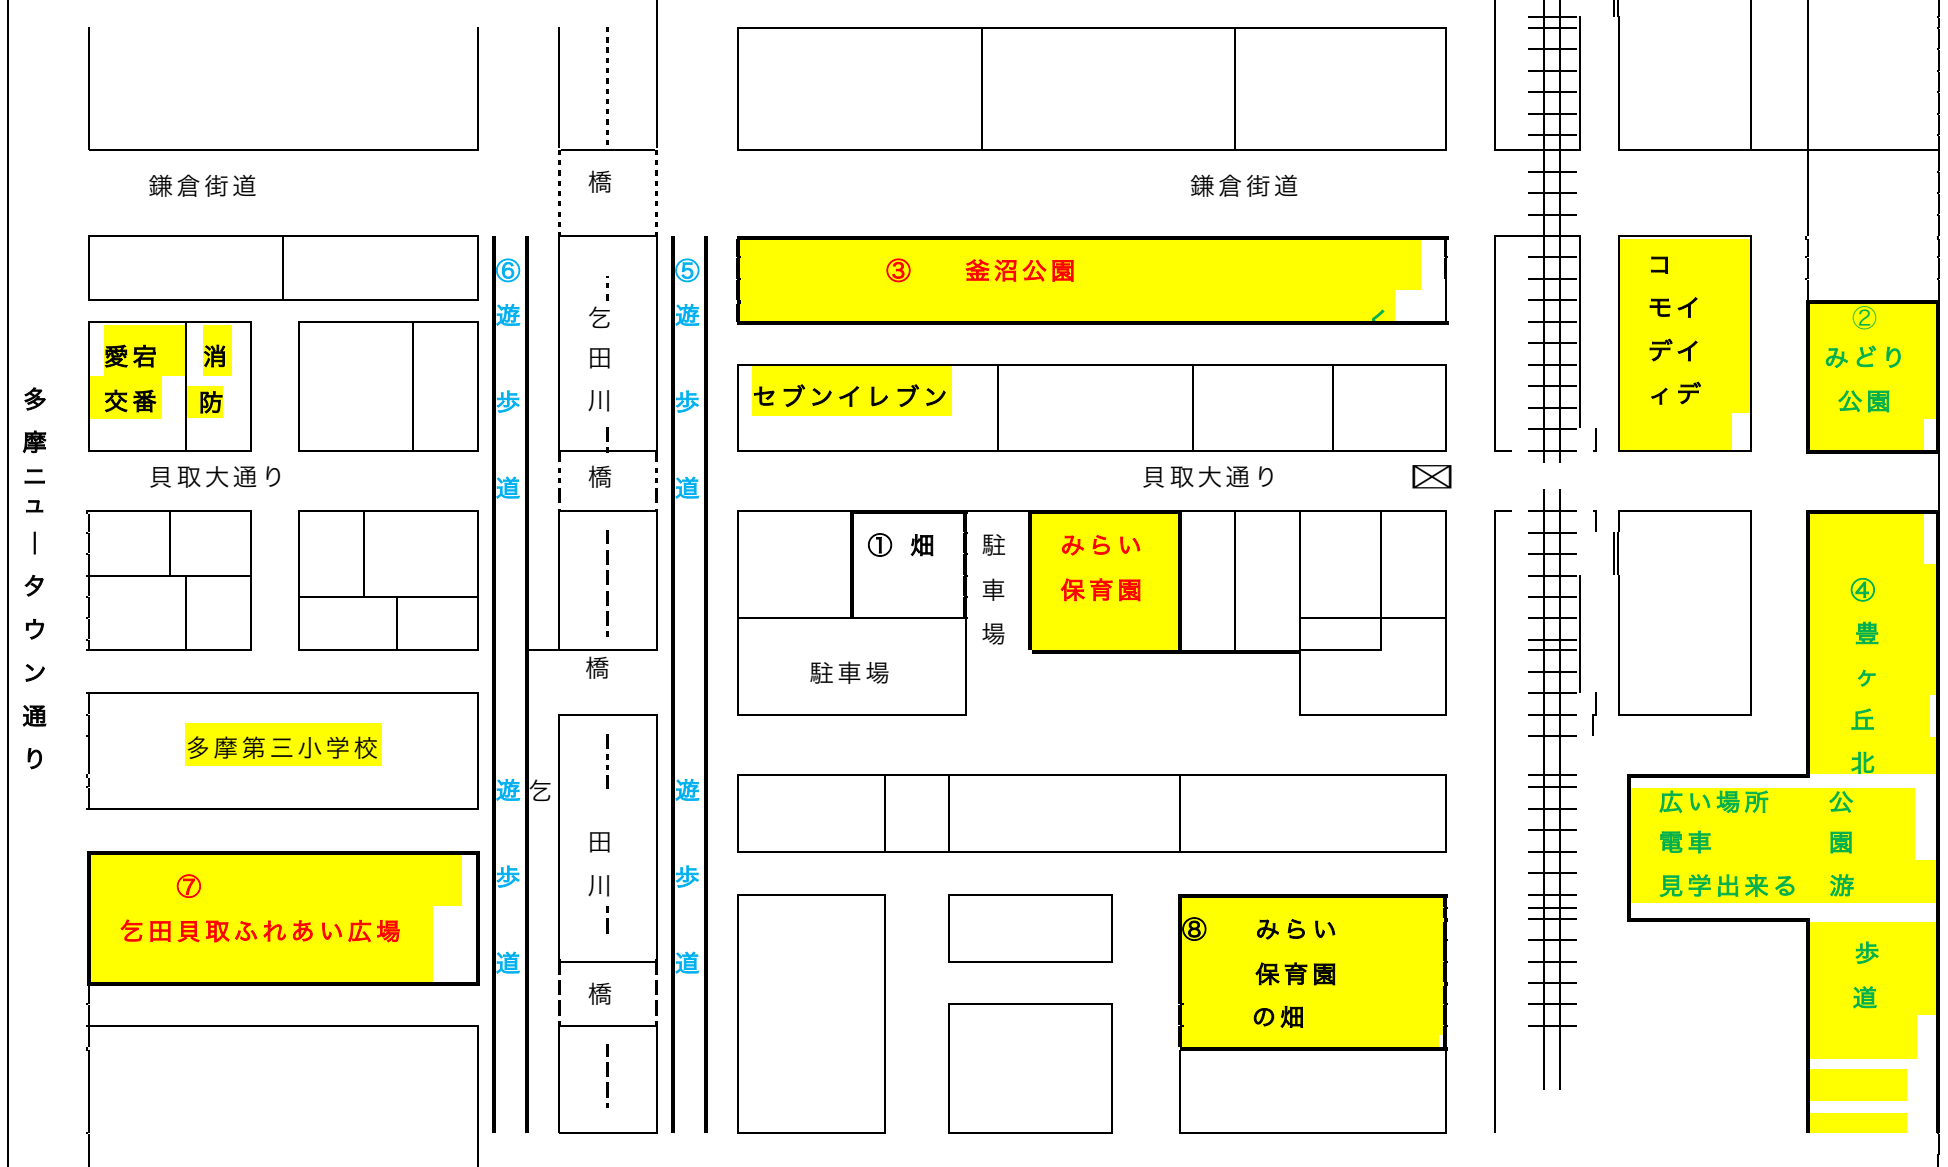 鎌倉街道
橋
鎌倉街道
⑥遊歩道
⑤遊歩道
③ 釜沼公園
コモディイイデ
②
みどり
公園
乞田川
愛宕
交番
消
防
セブンイレブン
多摩ニュータウン通り
貝取大通り
橋
貝取大通り
① 畑
駐車場
みらい
保育園
④
豊ヶ丘北公園游歩道
橋
駐車場
多摩第三小学校
遊歩道
乞田川
遊歩道
広い場所
電車
見学出来る
⑦
乞田貝取ふれあい広場
⑧ みらい
保育園
の畑
橋